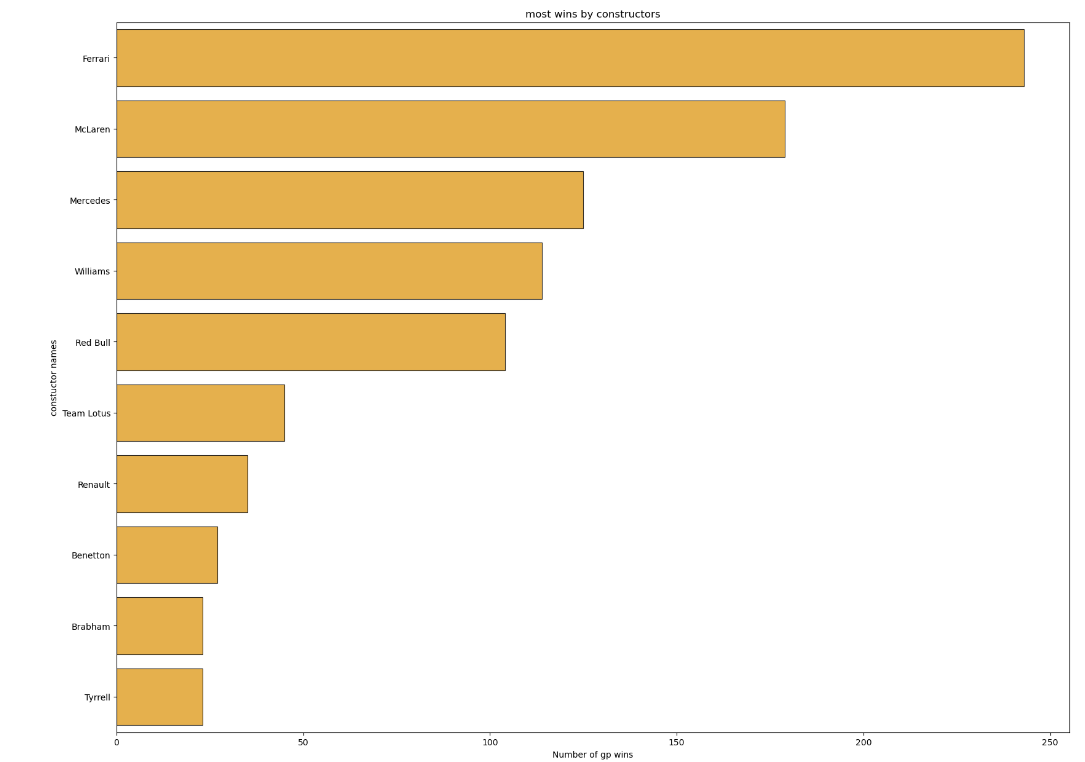 most wins by constructors
Ferrari
McLaren
Mercedes
Williams
Red Bull
Team Lotus
Renault
Benetton
Brabham
Tyrrell
constuctor names
0 50 100 150 200 250
Number of gp wins